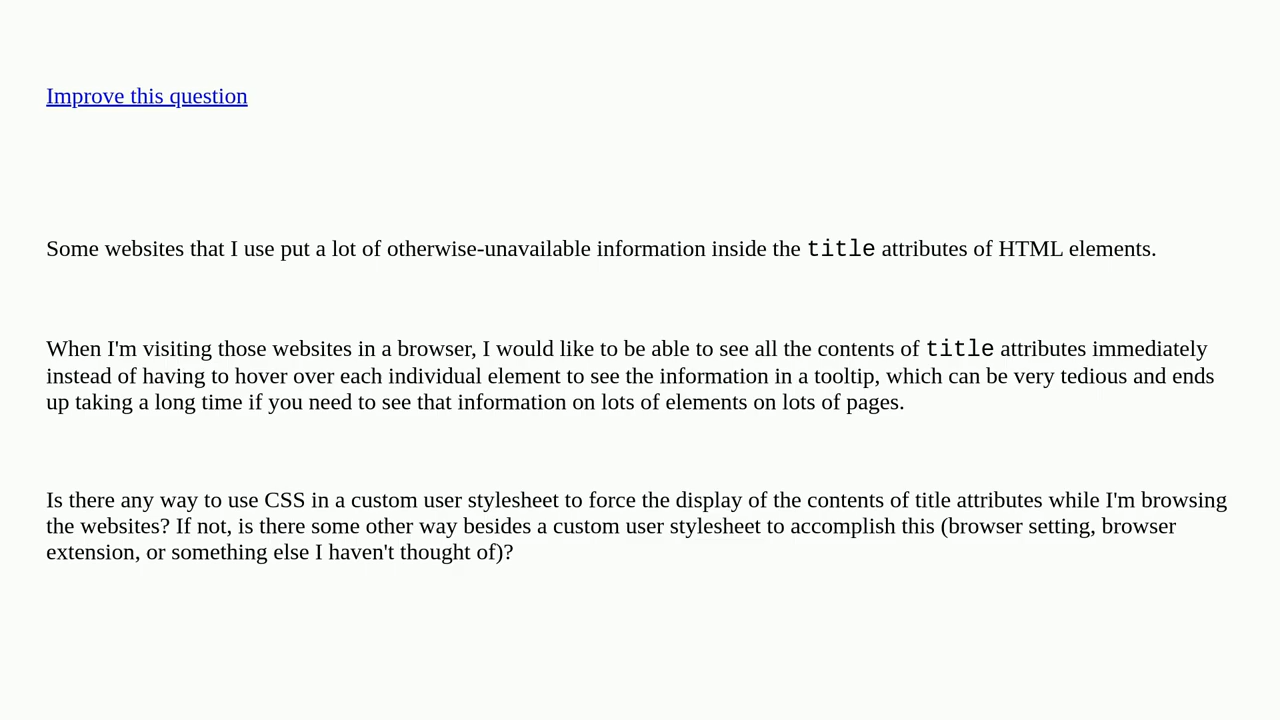 Improve this question
Some websites that I use put a lot of otherwise-unavailable information inside the title attributes of HTML elements.
When I'm visiting those websites in a browser, I would like to be able to see all the contents of title attributes immediately
instead of having to hover over each individual element to see the information in a tooltip, which can be very tedious and ends
up taking a long time if you need to see that information on lots of elements on lots of pages.
Is there any way to use CSS in a custom user stylesheet to force the display of the contents of title attributes while I'm browsing
the websites? If not, is there some other way besides a custom user stylesheet to accomplish this (browser setting, browser
extension, or something else I haven't thought of)?